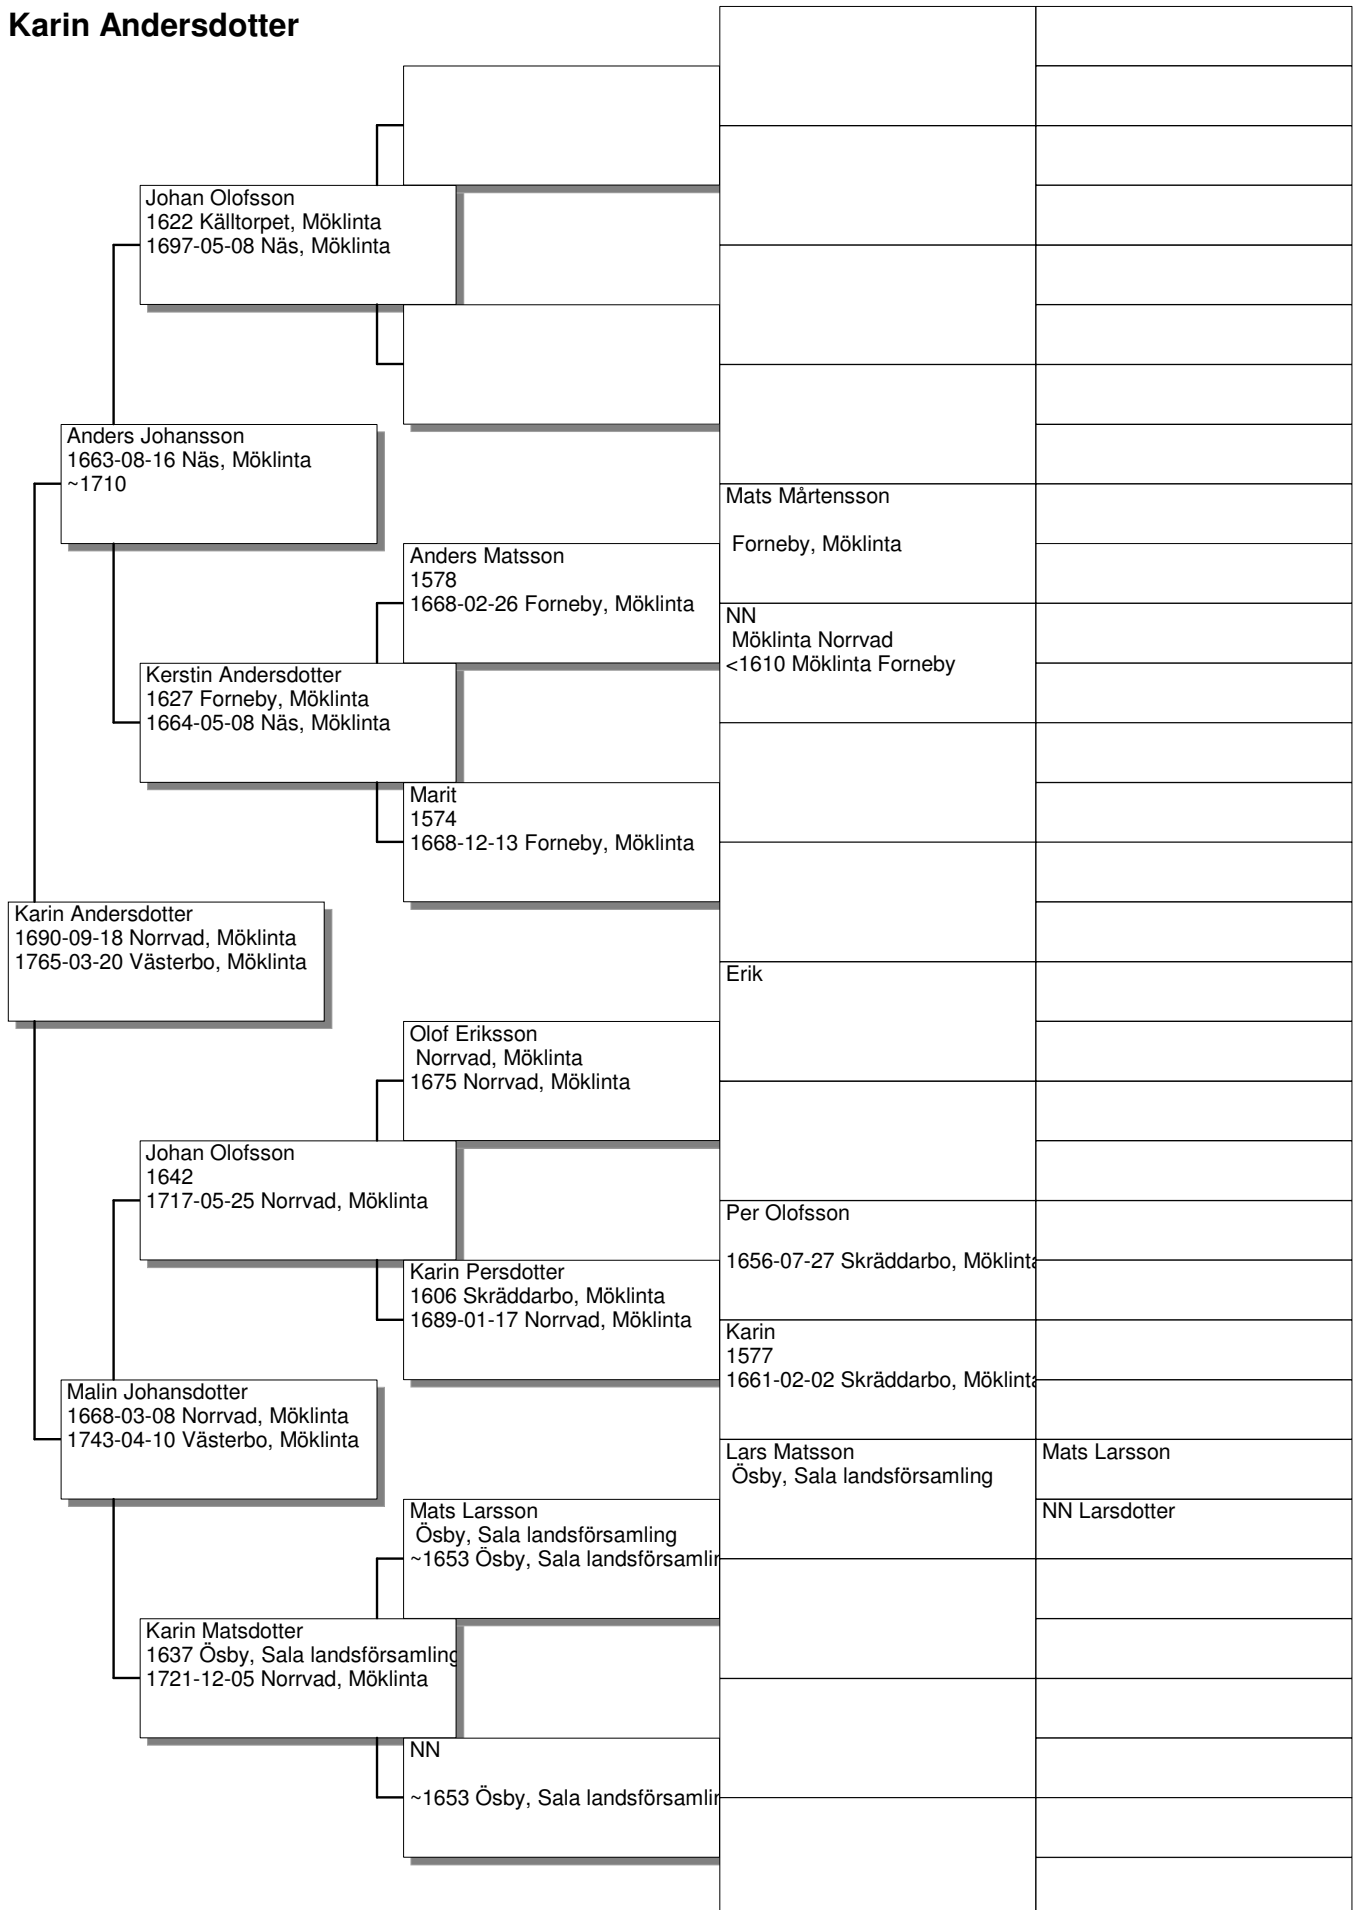 Karin Andersdotter
Johan Olofsson
1622 Källtorpet, Möklinta
1697-05-08 Näs, Möklinta
Anders Johansson
1663-08-16 Näs, Möklinta
~1710
Mats Mårtensson
Forneby, Möklinta
Anders Matsson
1578
1668-02-26 Forneby, Möklinta
NN
Möklinta Norrvad
<1610 Möklinta Forneby
Kerstin Andersdotter
1627 Forneby, Möklinta
1664-05-08 Näs, Möklinta
Marit
1574
1668-12-13 Forneby, Möklinta
Karin Andersdotter
1690-09-18 Norrvad, Möklinta
1765-03-20 Västerbo, Möklinta
Erik
Olof Eriksson
Norrvad, Möklinta
1675 Norrvad, Möklinta
Johan Olofsson
1642
1717-05-25 Norrvad, Möklinta
Per Olofsson
1656-07-27 Skräddarbo, Möklinta
Karin Persdotter
1606 Skräddarbo, Möklinta
1689-01-17 Norrvad, Möklinta
Karin
1577
1661-02-02 Skräddarbo, Möklinta
Malin Johansdotter
1668-03-08 Norrvad, Möklinta
1743-04-10 Västerbo, Möklinta
Lars Matsson
Ösby, Sala landsförsamling
Mats Larsson
NN Larsdotter
Mats Larsson
Ösby, Sala landsförsamling
~1653 Ösby, Sala landsförsamlin
Karin Matsdotter
1637 Ösby, Sala landsförsamling
1721-12-05 Norrvad, Möklinta
NN
~1653 Ösby, Sala landsförsamlin